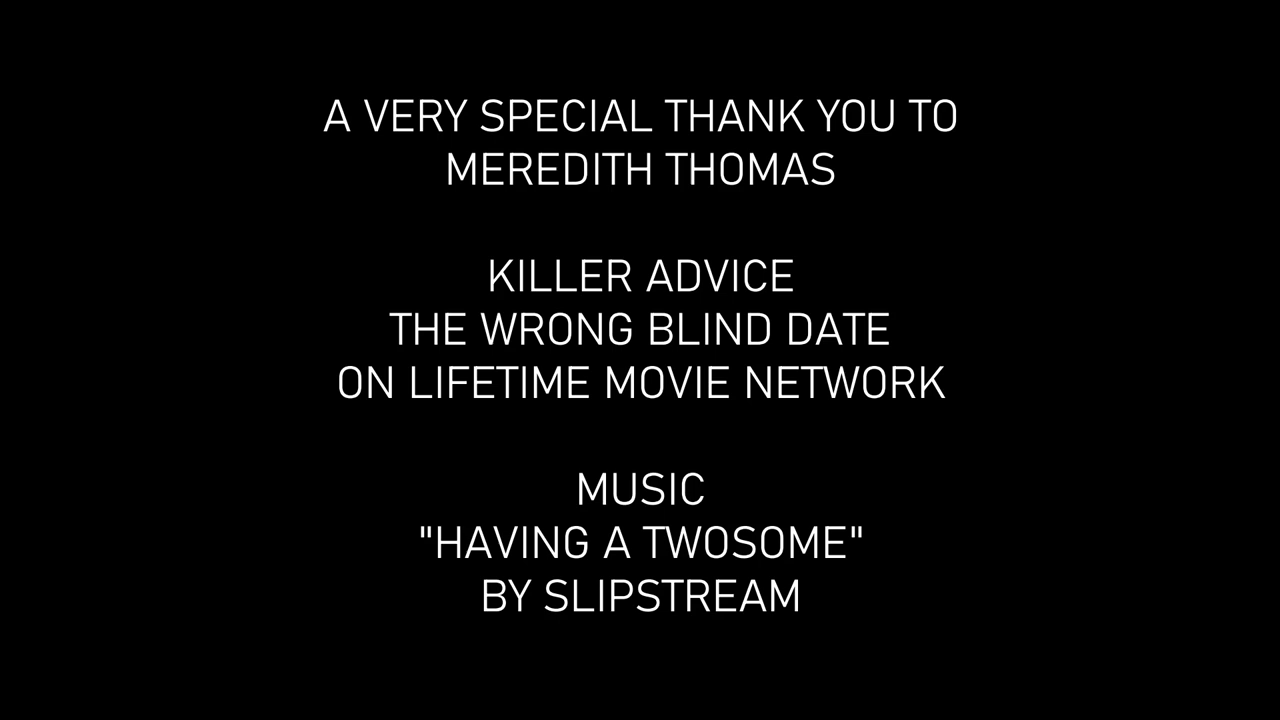 A VERY SPECIAL THANK YOU TO
MEREDITH THOMAS
KILLER ADVICE
THE WRONG BLIND DATE
ON LIFETIME MOVIE NETWORK
MUSIC
"HAVING A TWOSOME"
BY SLIPSTREAM